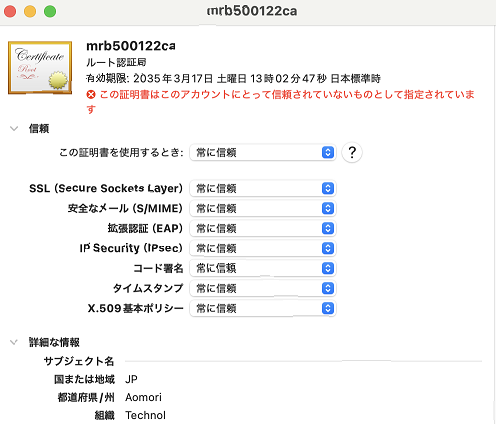 mrb500122ca
Certificate
Root
mrb500122ca
ルート認証局
有効期限: 2035年3月17日 土曜日 13時02分47秒 日本標準時
この証明書はこのアカウントにとって信頼されていないものとして指定されていま
す
信頼
この証明書を使用するとき: 常に信頼 ?
SSL (Secure Sockets Layer) 常に信頼
安全なメール (S/MIME) 常に信頼
拡張認証 (EAP) 常に信頼
IP Security (IPsec) 常に信頼
コード署名 常に信頼
タイムスタンプ 常に信頼
X.509基本ポリシー 常に信頼
詳細な情報
サブジェクト名
国または地域 JP
都道府県/州 Aomori
組織 Technol